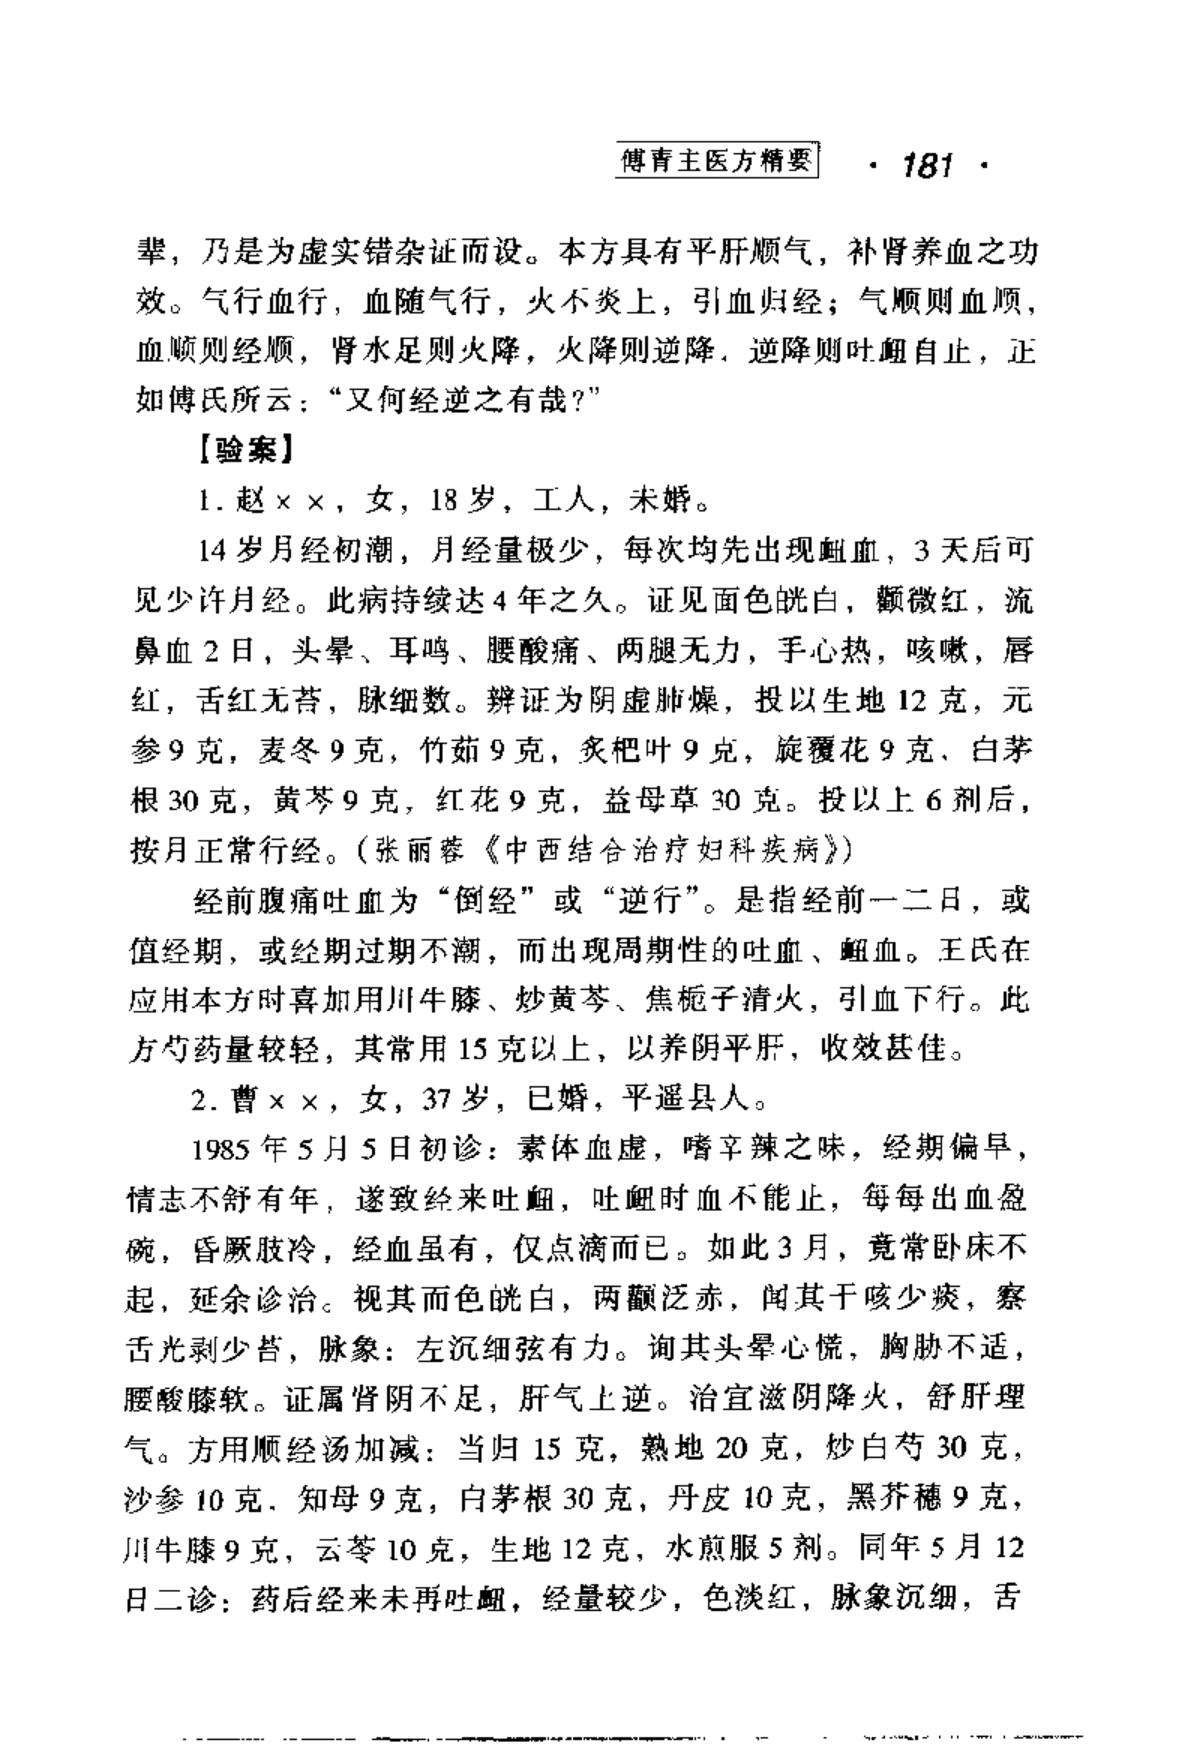 傅青主医方精要 · 181 ·
辈，乃是为虚实错杂证而设。本方具有平肝顺气，补肾养血之功
效。气行血行，血随气行，火不炎上，引血归经；气顺则血顺，
血顺则经顺，肾水足则火降，火降则逆降，逆降则吐衄自止，正
如傅氏所云：“又何经逆之有哉?”
【验案】
1. 赵××，女，18岁，工人，未婚。
14岁月经初潮，月经量极少，每次均先出现衄血，3天后可
见少许月经。此病持续达4年之久。证见面色㿠白，颧微红，流
鼻血2日，头晕、耳鸣、腰酸痛、两腿无力，手心热，咳嗽，唇
红，舌红无苔，脉细数。辨证为阴虚肺燥，投以生地12克，元
参9克，麦冬9克，竹茹9克，炙杷叶9克，旋覆花9克，白茅
根30克，黄芩9克，红花9克，益母草30克。投以上6剂后，
按月正常行经。(张丽蓉《中西结合治疗妇科疾病》)
经前腹痛吐血为“倒经”或“逆行”。是指经前一二日，或
值经期，或经期过期不潮，而出现周期性的吐血、衄血。王氏在
应用本方时喜加用川牛膝、炒黄芩、焦栀子清火，引血下行。此
方芍药量较轻，其常用15克以上，以养阴平肝，收效甚佳。
2. 曹××，女，37岁，已婚，平遥县人。
1985年5月5日初诊：素体血虚，嗜辛辣之味，经期偏早，
情志不舒有年，遂致经来吐衄，吐衄时血不能止，每每出血盈
碗，昏厥肢冷，经血虽有，仅点滴而已。如此3月，竟常卧床不
起，延余诊治。视其面色㿠白，两颧泛赤，闻其干咳少痰，察
舌光剥少苔，脉象：左沉细弦有力。询其头晕心慌，胸胁不适，
腰酸膝软。证属肾阴不足，肝气上逆。治宜滋阴降火，舒肝理
气。方用顺经汤加减：当归15克，熟地20克，炒白芍30克，
沙参10克，知母9克，白茅根30克，丹皮10克，黑芥穗9克，
川牛膝9克，云苓10克，生地12克，水煎服5剂。同年5月12
日二诊：药后经来未再吐衄，经量较少，色淡红，脉象沉细，舌